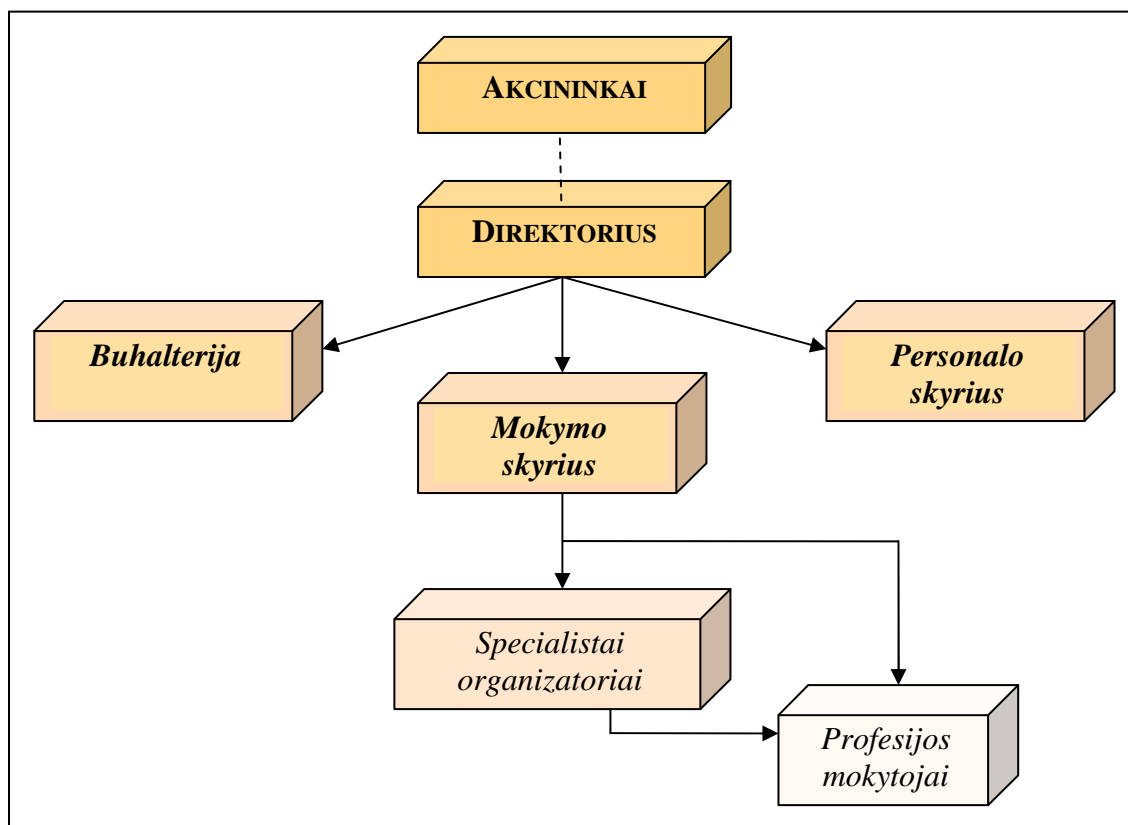 AKCININKAI
DIREKTORIUS
Buhalterija
Personalo
skyrius
Mokymo
skyrius
Specialistai
organizatoriai
Profesijos
mokytojai